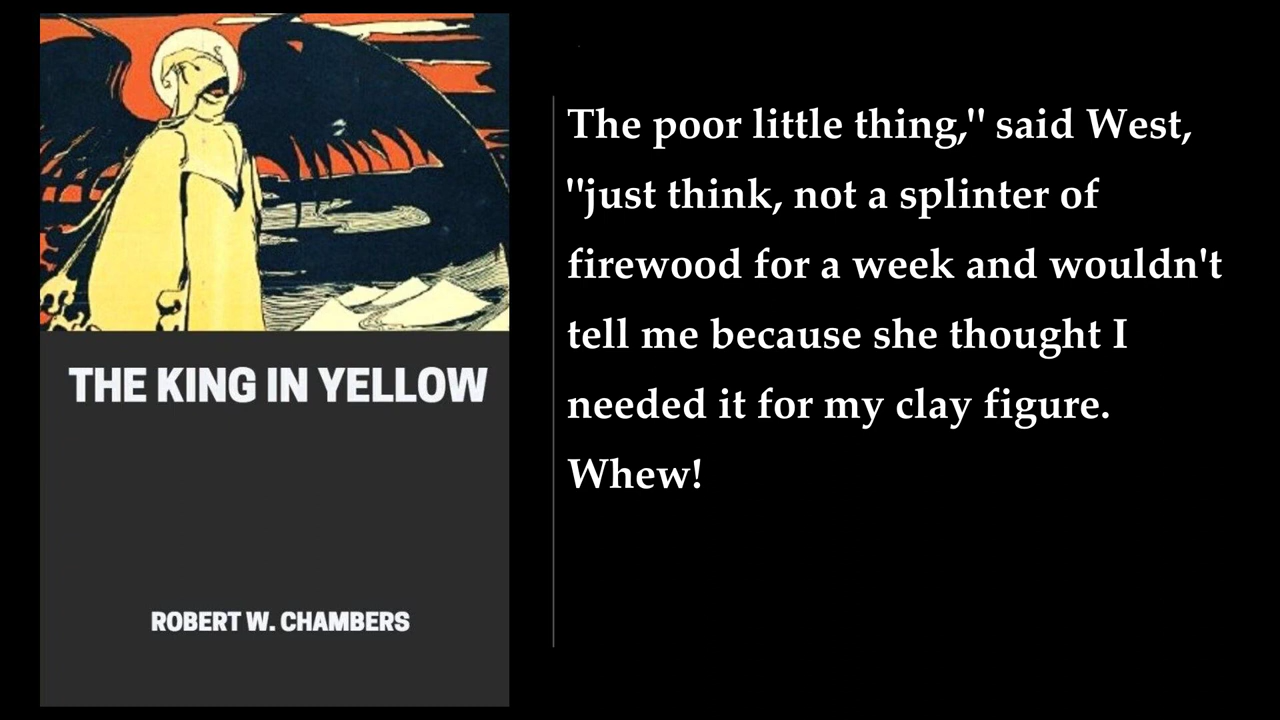 THE KING IN YELLOW
ROBERT W. CHAMBERS
The poor little thing," said West,
"just think, not a splinter of
firewood for a week and wouldn't
tell me because she thought I
needed it for my clay figure.
Whew!